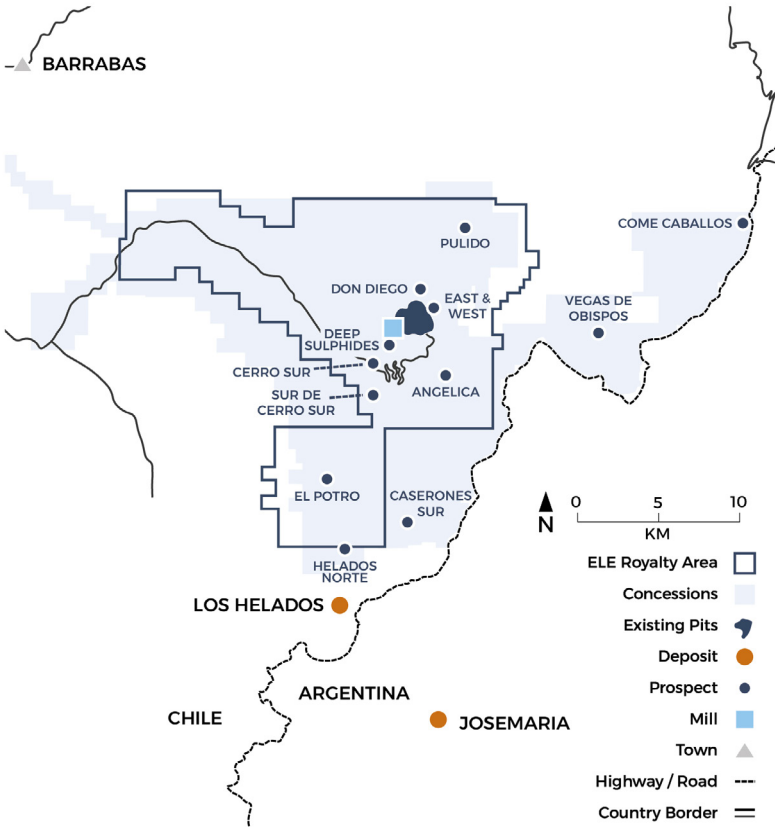 BARRABAS
COME CABALLOS
PULIDO
DON DIEGO
EAST &
WEST
VEGAS DE
OBISPOS
DEEP
SULPHIDES
CERRO SUR
SUR DE
CERRO SUR
ANGELICA
EL POTRO
CASERONES
SUR
HELADOS
NORTE
LOS HELADOS
ARGENTINA
CHILE
JOSEMARIA
N
0 5 10
KM
ELE Royalty Area
Concessions
Existing Pits
Deposit
Prospect
Mill
Town
Highway / Road
Country Border